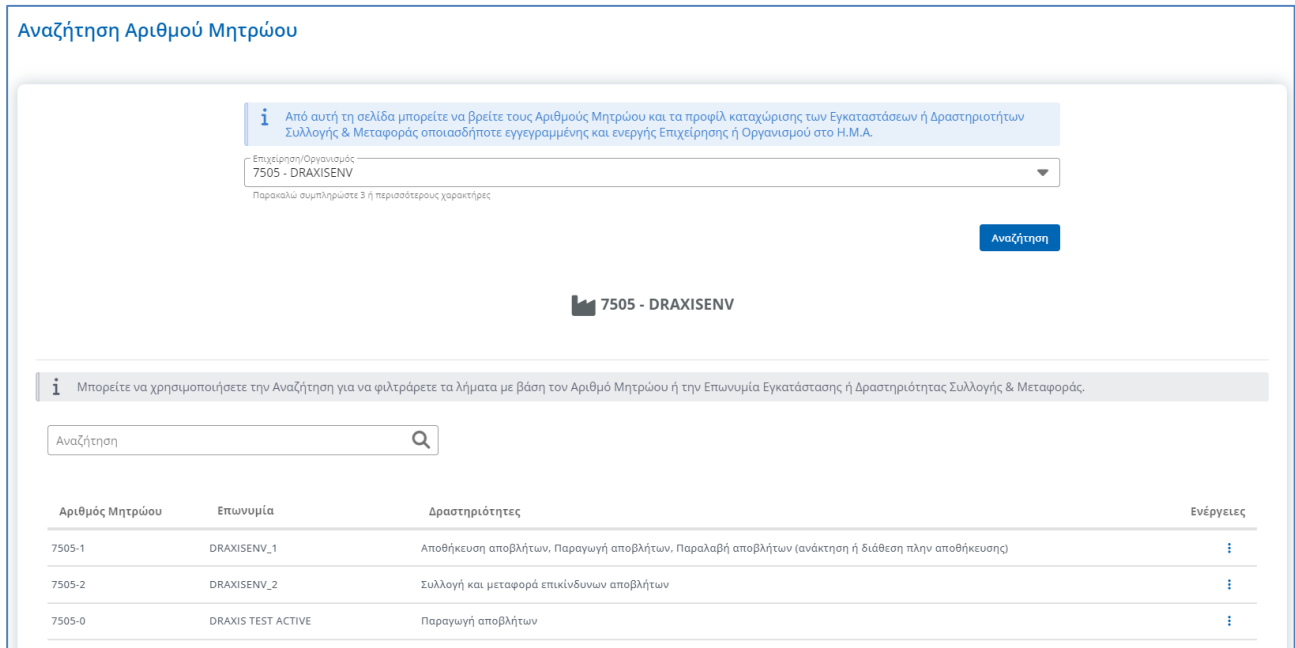 Αναζήτηση Αριθμού Μητρώου
Από αυτή τη σελίδα μπορείτε να βρείτε τους Αριθμούς Μητρώου και τα προφίλ καταχώρισης των Εγκαταστάσεων ή Δραστηριοτήτων
Συλλογής & Μεταφοράς οποιασδήποτε εγγεγραμμένης και ενεργής Επιχείρησης ή Οργανισμού στο Η.Μ.Α.
Επιχείρηση/Οργανισμός
7505 - DRAXISENV
Παρακαλώ συμπληρώστε 3 ή περισσότερους χαρακτήρες
Αναζήτηση
7505 - DRAXISENV
Μπορείτε να χρησιμοποιήσετε την Αναζήτηση για να φιλτράρετε τα λήματα με βάση τον Αριθμό Μητρώου ή την Επωνυμία Εγκατάστασης ή Δραστηριότητας Συλλογής & Μεταφοράς.
Αναζήτηση
Αριθμός Μητρώου Επωνυμία Δραστηριότητες Ενέργειες
7505-1 DRAXISENV_1 Αποθήκευση αποβλήτων, Παραγωγή αποβλήτων, Παραλαβή αποβλήτων (ανάκτηση ή διάθεση πλην αποθήκευσης)
7505-2 DRAXISENV_2 Συλλογή και μεταφορά επικίνδυνων αποβλήτων
7505-0 DRAXIS TEST ACTIVE Παραγωγή αποβλήτων